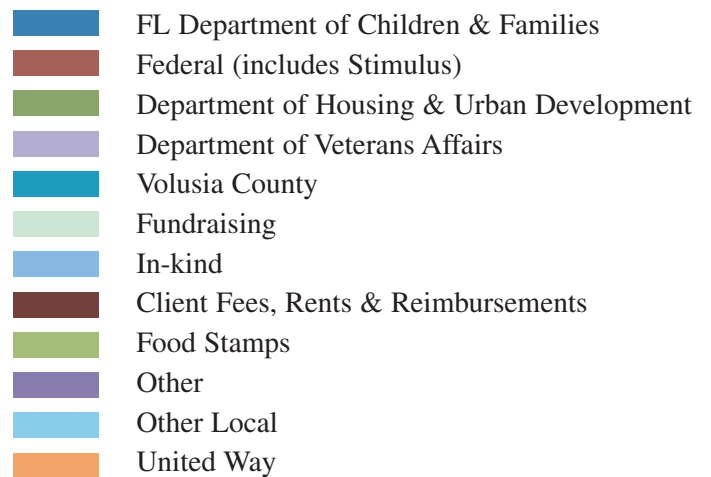 FL Department of Children & Families
Federal (includes Stimulus)
Department of Housing & Urban Development
Department of Veterans Affairs
Volusia County
Fundraising
In-kind
Client Fees, Rents & Reimbursements
Food Stamps
Other
Other Local
United Way